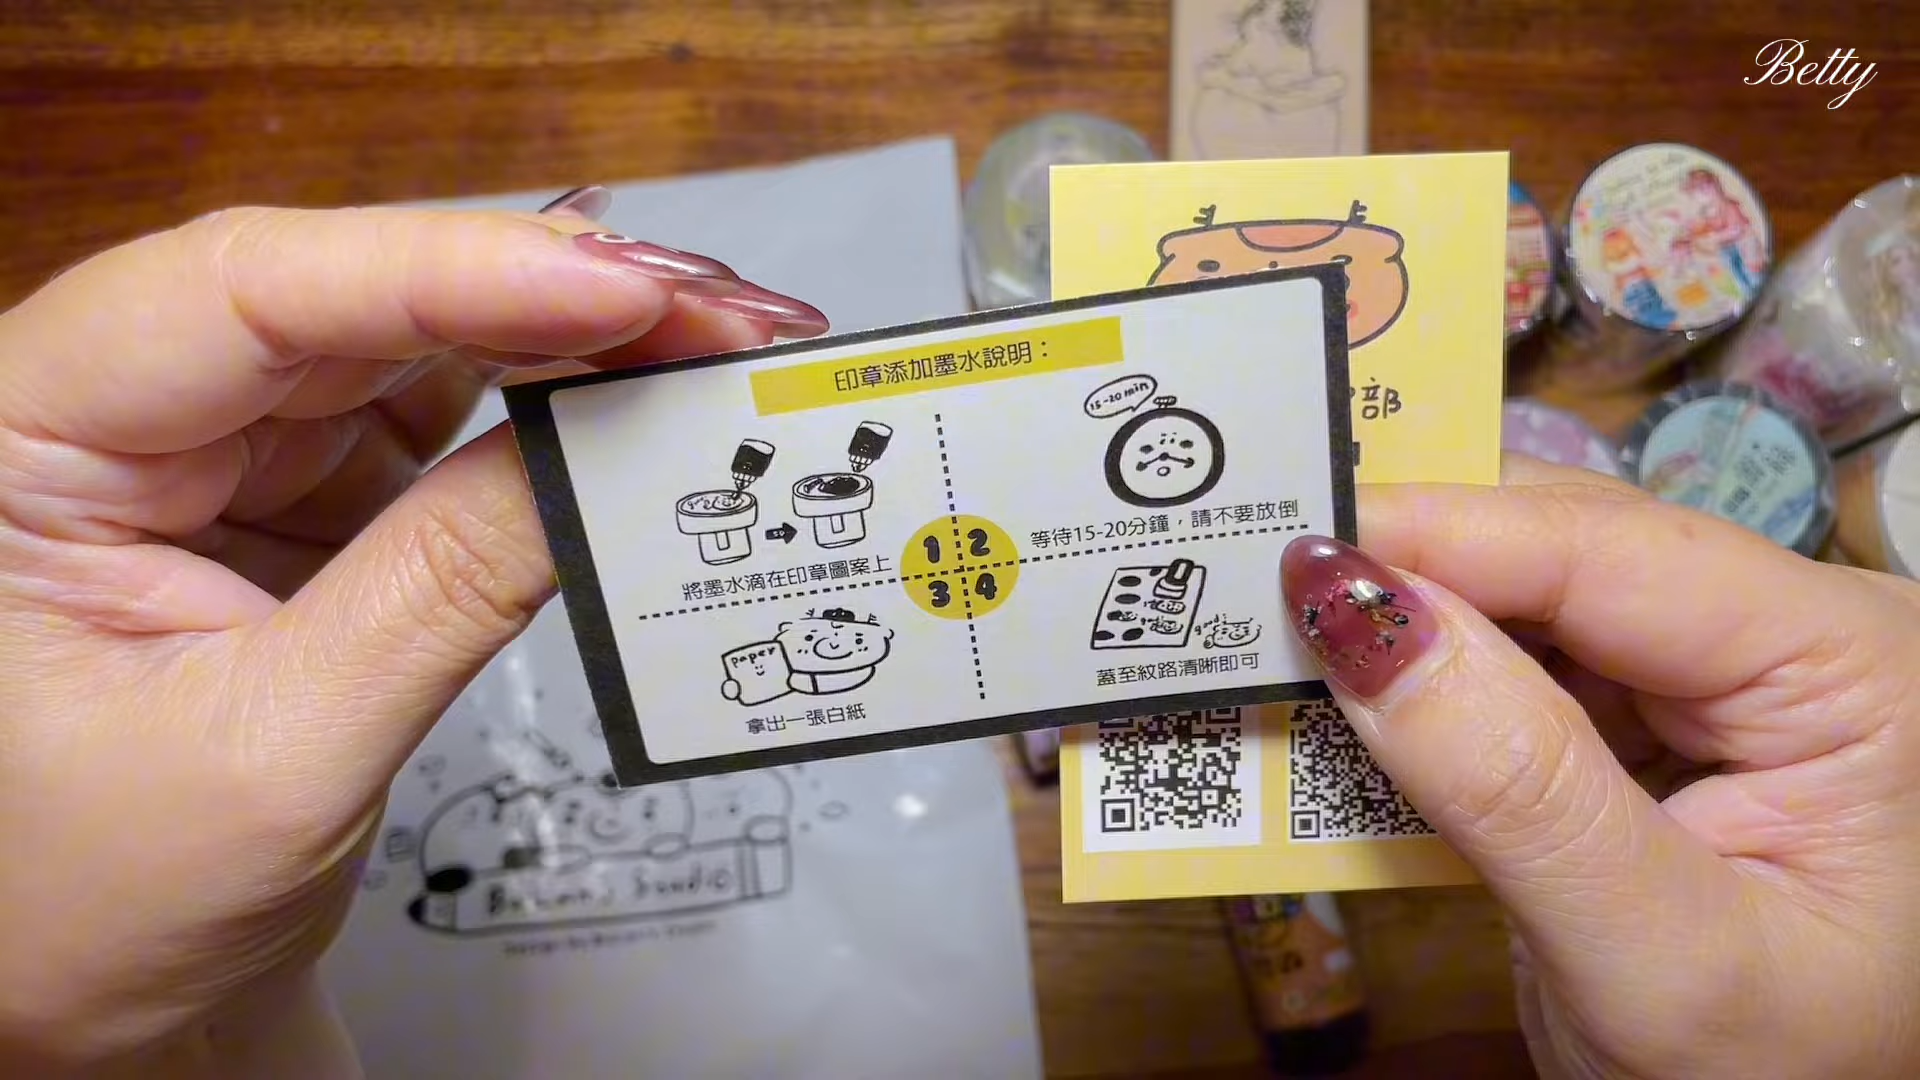 Betty
印章添加墨水說明：
15-20 min
將墨水滴在印章圖案上
等待15-20分鐘，請不要放倒
1 2
3 4
paper
拿出一張白紙
good!
蓋至紋路清晰即可
部